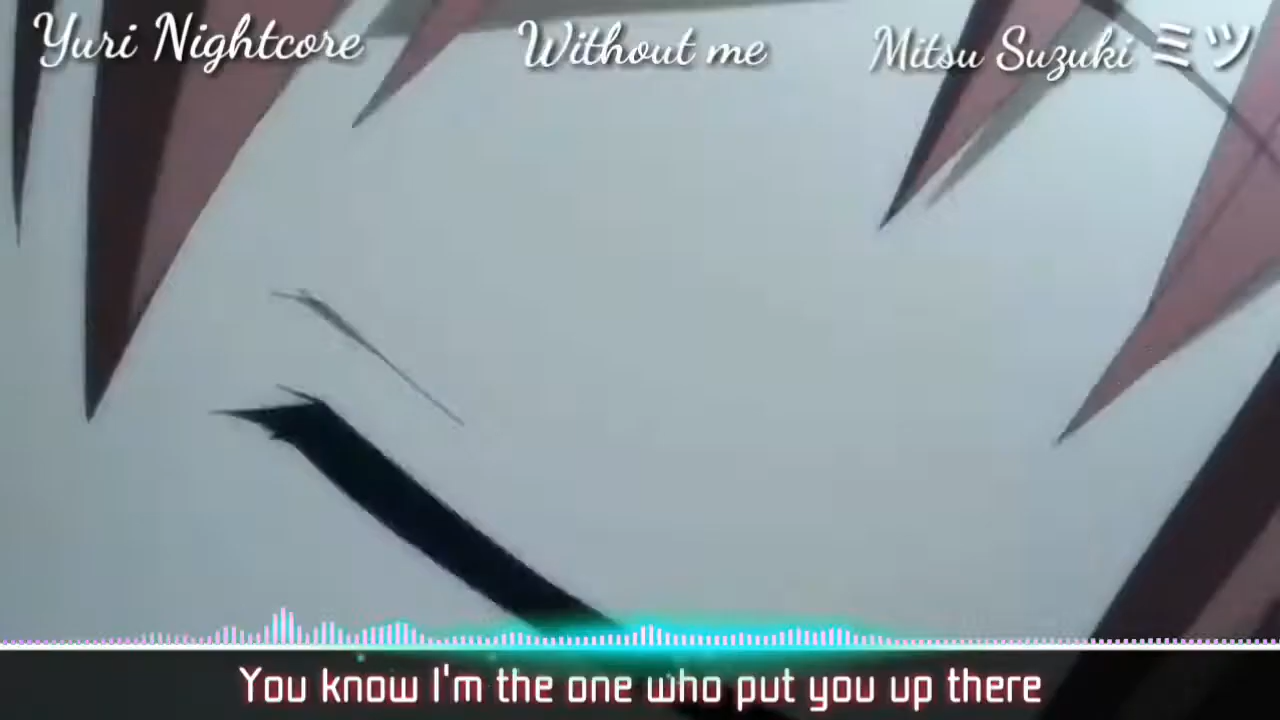 Yuri Nightcore Without me Mitsu Suzuki ミツ
You know I'm the one who put you up there